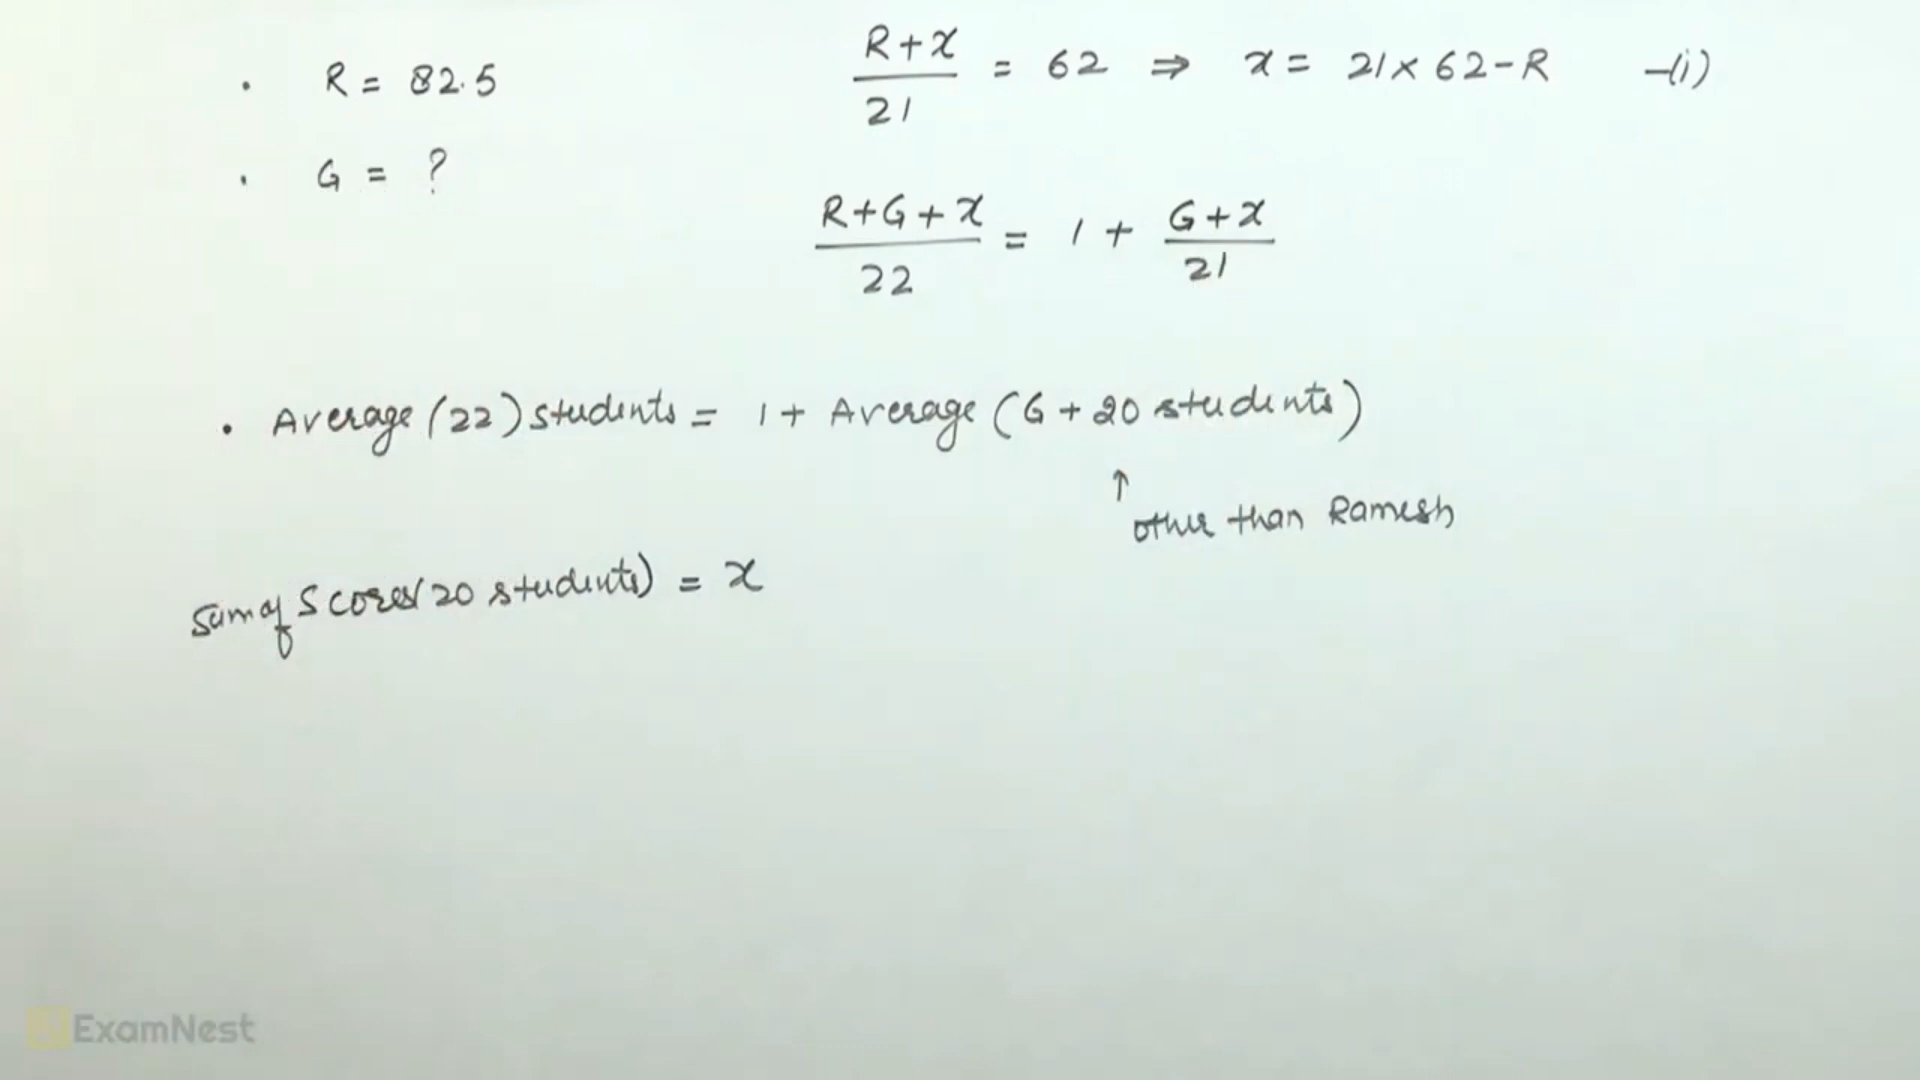 . R = 82.5
R+x / 21 = 62 ⇒ x = 21 × 62 - R -(i)
. G = ?
R+G+x / 22 = 1 + G+x / 21
. Average (22) students = 1 + Average (G + 20 students)
↑
other than Ramesh
Sum of Scores(20 students) = x
ExamNest